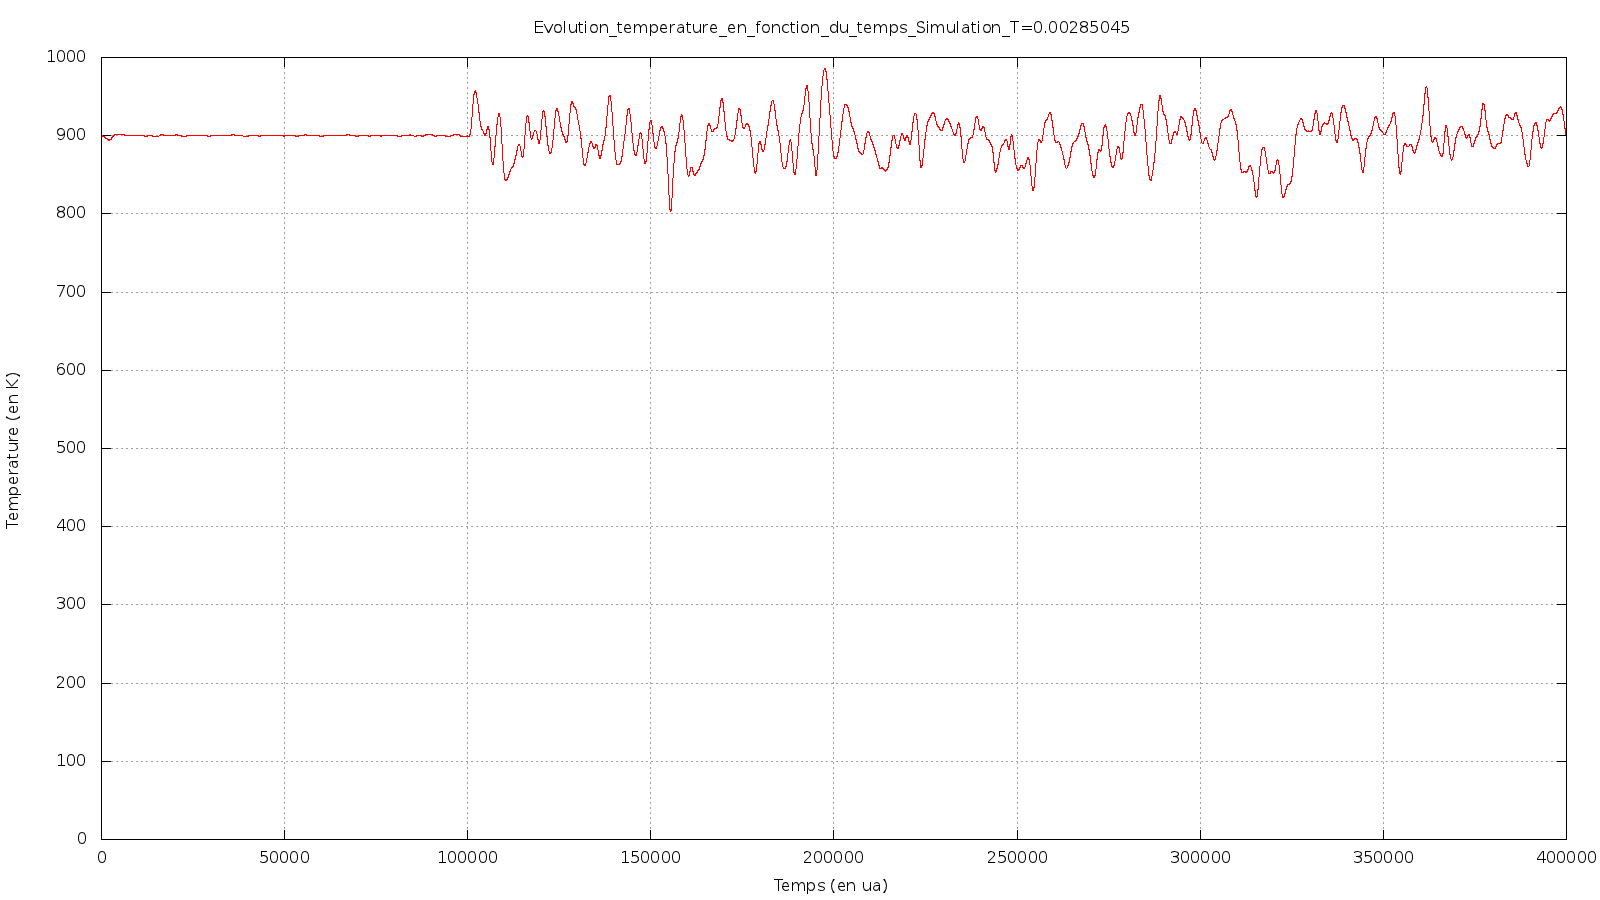 Evolution_temperature_en_fonction_du_temps_Simulation_T=0.00285045
Temperature (en K)
1000
900
800
700
600
500
400
300
200
100
0
0 50000 100000 150000 200000 250000 300000 350000 400000
Temps (en ua)